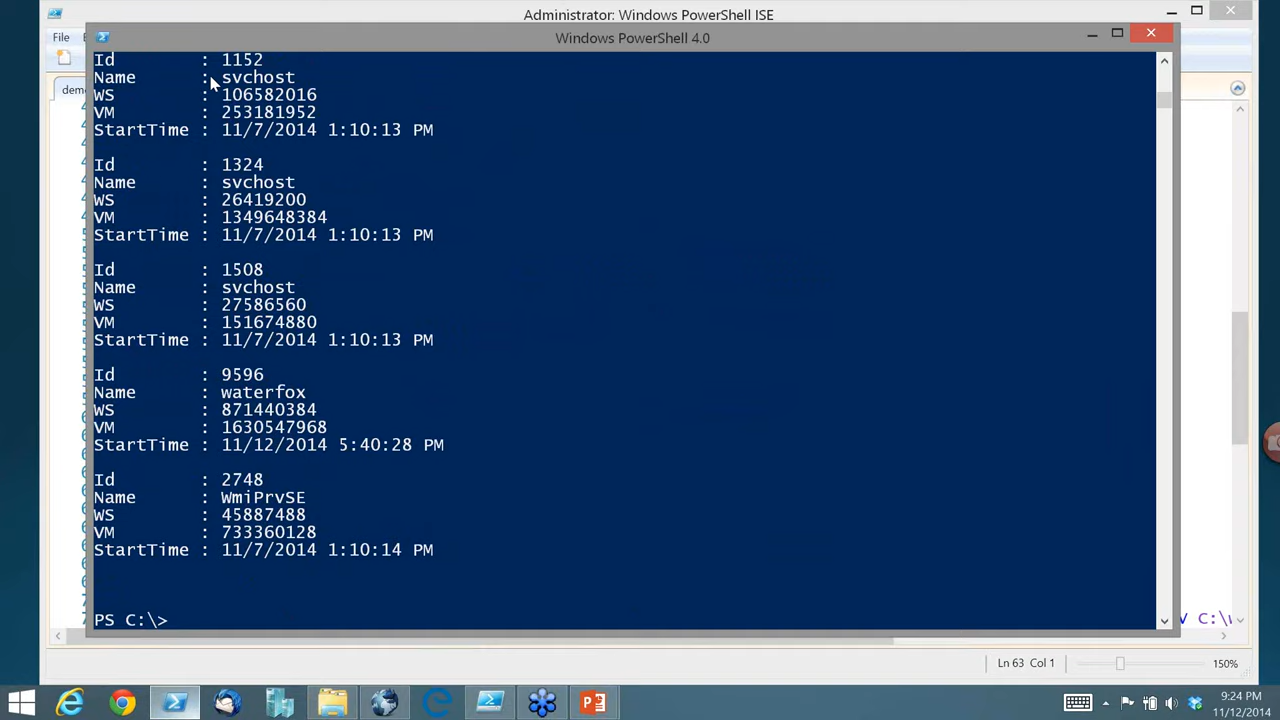 Administrator: Windows PowerShell ISE
File
Windows PowerShell 4.0
Id : 1152
Name : svchost
WS : 106582016
VM : 253181952
StartTime : 11/7/2014 1:10:13 PM
Id : 1324
Name : svchost
WS : 26419200
VM : 1349648384
StartTime : 11/7/2014 1:10:13 PM
Id : 1508
Name : svchost
WS : 27586560
VM : 151674880
StartTime : 11/7/2014 1:10:13 PM
Id : 9596
Name : waterfox
WS : 871440384
VM : 1630547968
StartTime : 11/12/2014 5:40:28 PM
Id : 2748
Name : WmiPrvSE
WS : 45887488
VM : 733360128
StartTime : 11/7/2014 1:10:14 PM
PS C:\>
Ln 63 Col 1
150%
9:24 PM
11/12/2014